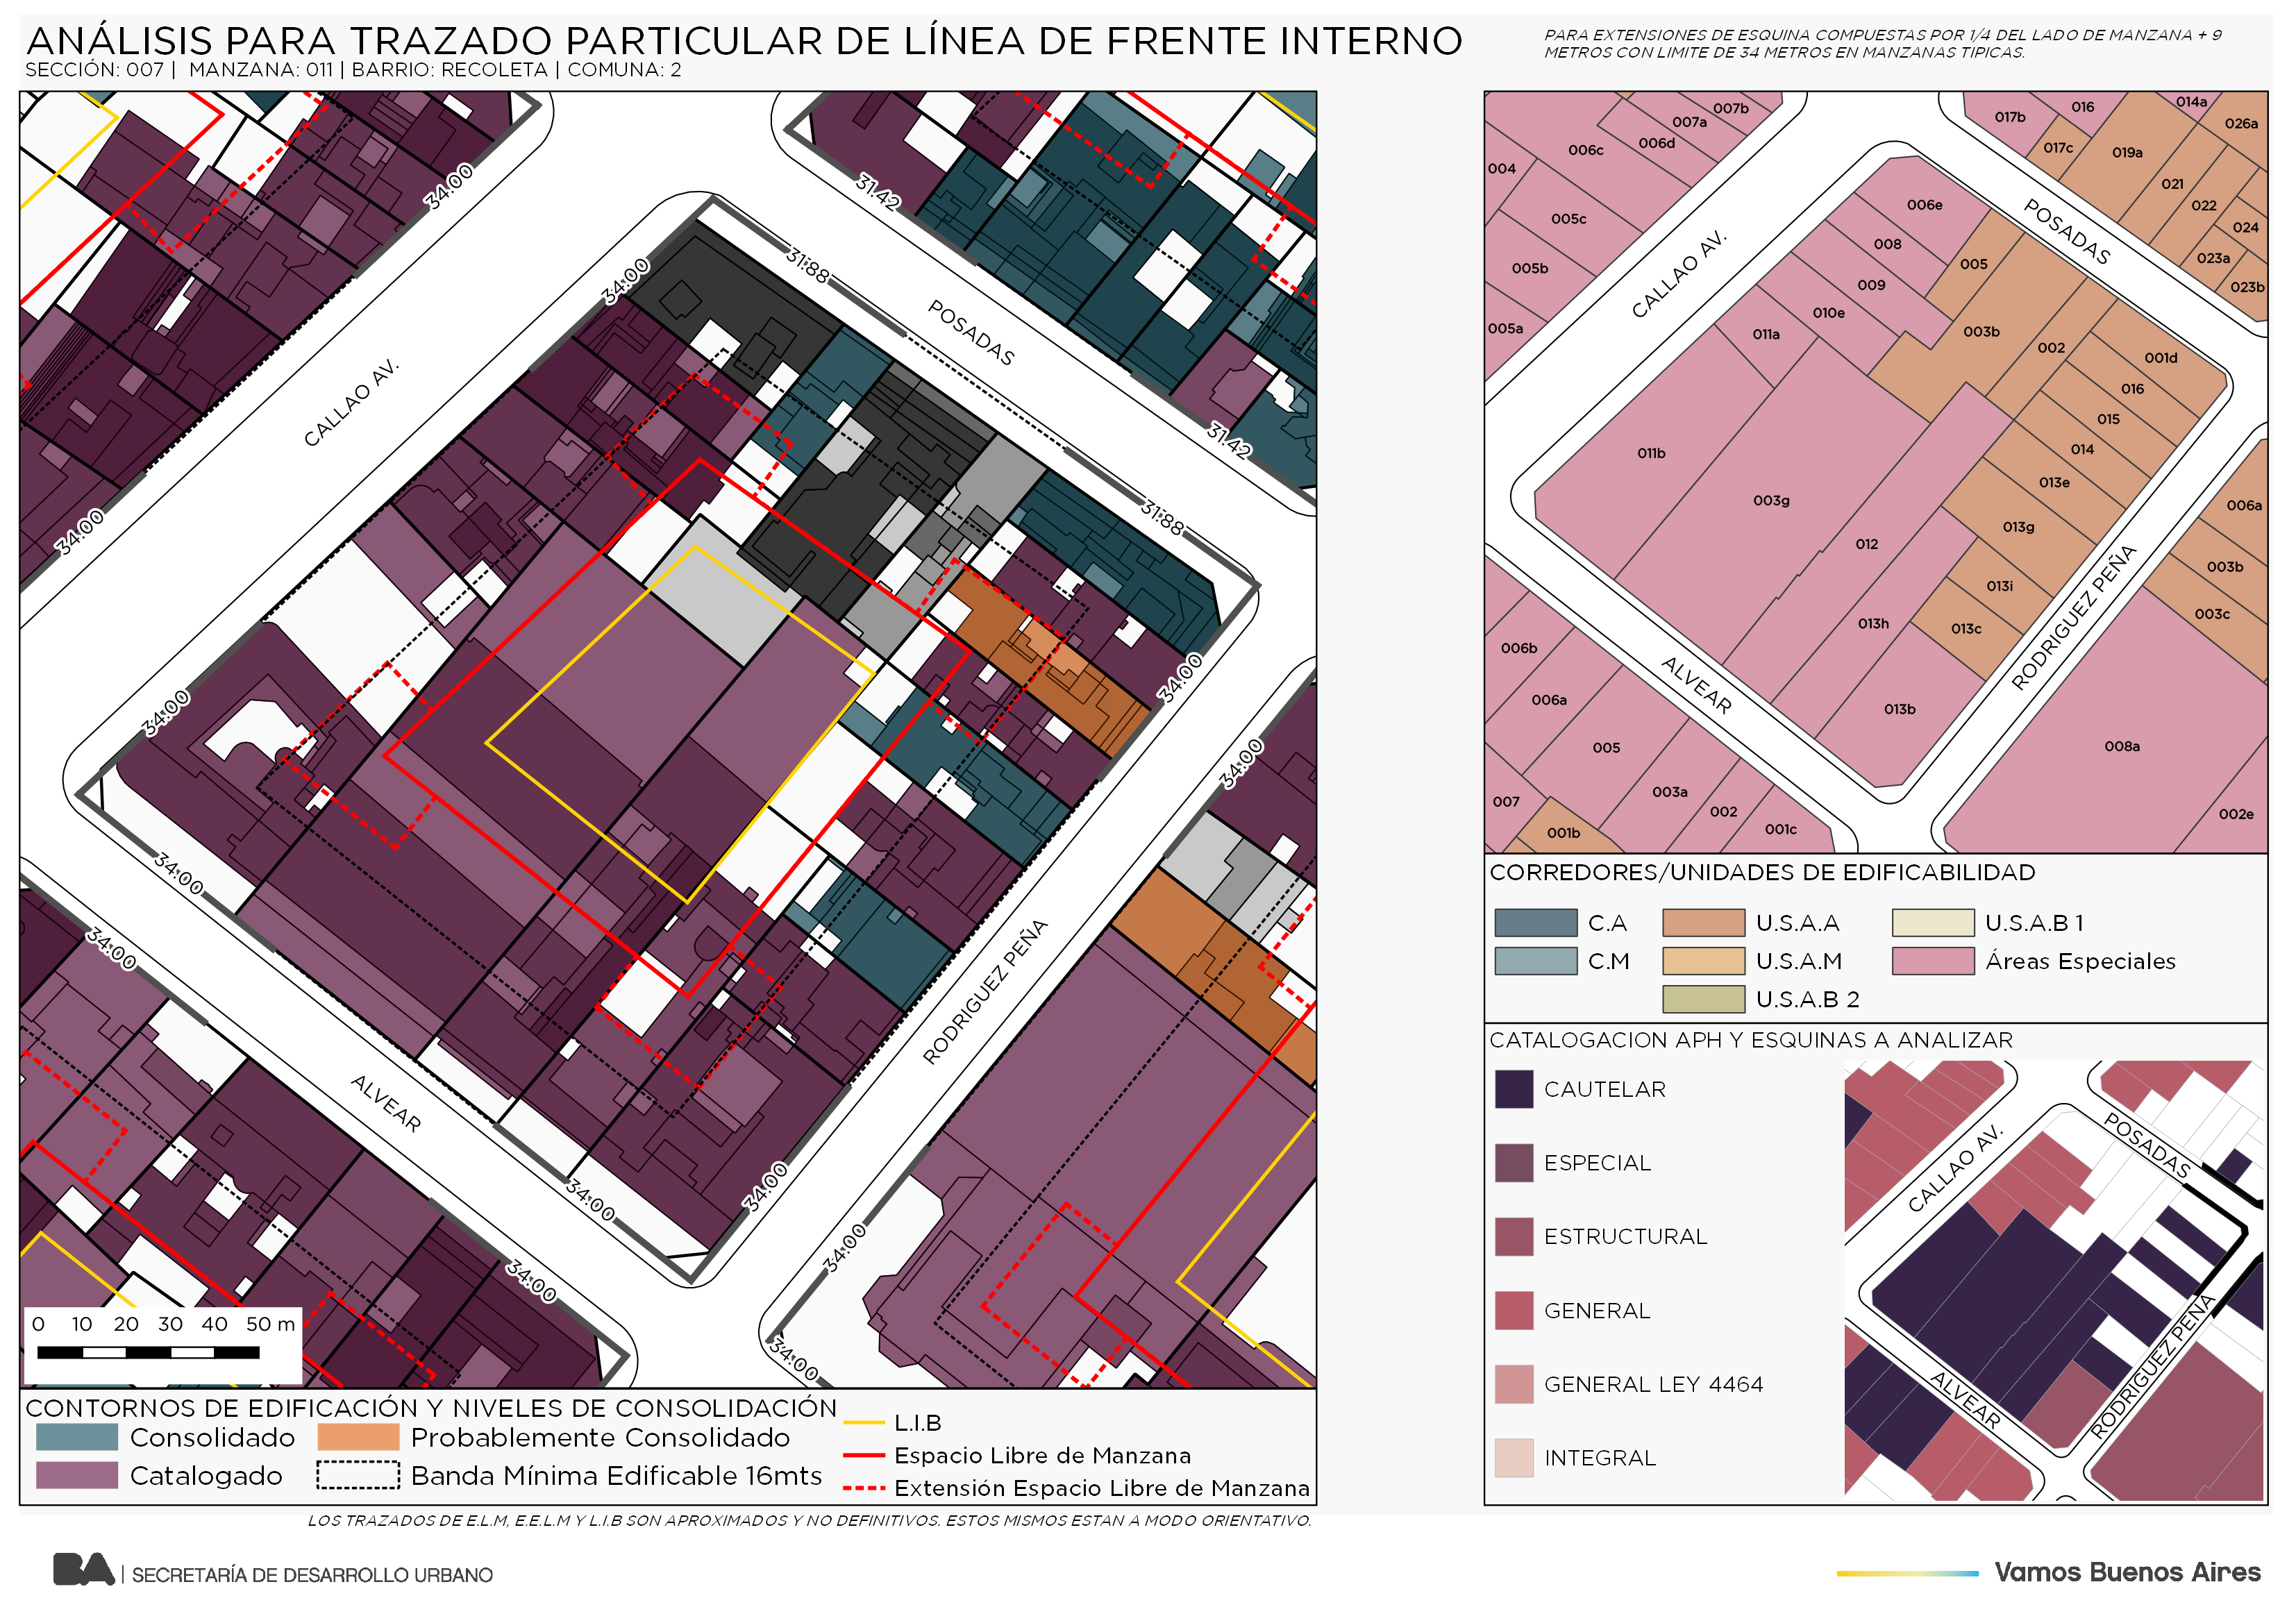 ANÁLISIS PARA TRAZADO PARTICULAR DE LÍNEA DE FRENTE INTERNO
SECCIÓN: 007 | MANZANA: 011 | BARRIO: RECOLETA | COMUNA: 2
PARA EXTENSIONES DE ESQUINA COMPUESTAS POR 1/4 DEL LADO DE MANZANA + 9
METROS CON LIMITE DE 34 METROS EN MANZANAS TIPICAS.
34:00
31.42
34:00
31:88
POSADAS
CALLAO AV.
31:42
34:00
31:88
34:00
34:00
34:00
34:00
34:00
RODRIGUEZ PEÑA
ALVEAR
34:00
34:00
34:00
34:00
34:00
0 10 20 30 40 50 m
CONTORNOS DE EDIFICACIÓN Y NIVELES DE CONSOLIDACIÓN
Consolidado
Probablemente Consolidado
Catalogado
Banda Mínima Edificable 16mts
L.I.B
Espacio Libre de Manzana
Extensión Espacio Libre de Manzana
LOS TRAZADOS DE E.L.M, E.E.L.M Y L.I.B SON APROXIMADOS Y NO DEFINITIVOS. ESTOS MISMOS ESTAN A MODO ORIENTATIVO.
007b
007a
006d
006c
004
005c
005b
005a
017b
016
014a
026a
017c
019a
021
022
024
023a
023b
006e
008
009
010e
011a
011b
005
003b
002
001d
016
015
014
013e
013g
013i
013c
003g
012
013h
013b
CALLAO AV.
POSADAS
ALVEAR
RODRIGUEZ PEÑA
006a
003b
003c
008a
002e
006b
006a
005
007
001b
003a
002
001c
CORREDORES/UNIDADES DE EDIFICABILIDAD
C.A
U.S.A.A
U.S.A.B 1
C.M
U.S.A.M
Áreas Especiales
U.S.A.B 2
CATALOGACION APH Y ESQUINAS A ANALIZAR
CAUTELAR
ESPECIAL
ESTRUCTURAL
GENERAL
GENERAL LEY 4464
INTEGRAL
POSADAS
CALLAO AV.
ALVEAR
RODRIGUEZ PEÑA
BA | SECRETARÍA DE DESARROLLO URBANO
Vamos Buenos Aires